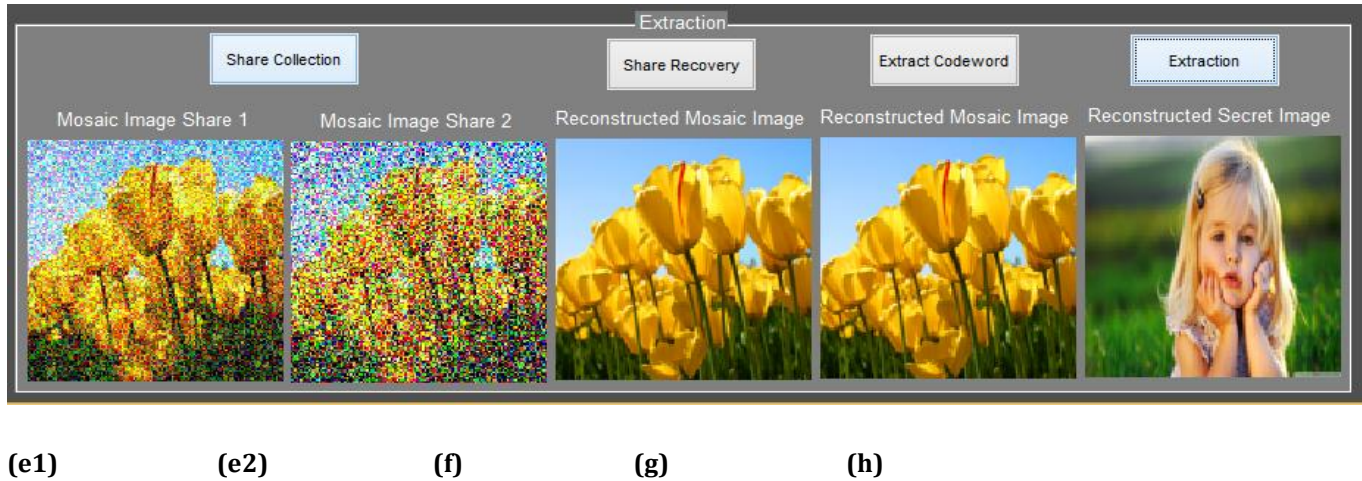 Extraction
Share Collection
Share Recovery
Extract Codeword
Extraction
Mosaic Image Share 1
Mosaic Image Share 2
Reconstructed Mosaic Image
Reconstructed Mosaic Image
Reconstructed Secret Image
(e1) (e2) (f) (g) (h)